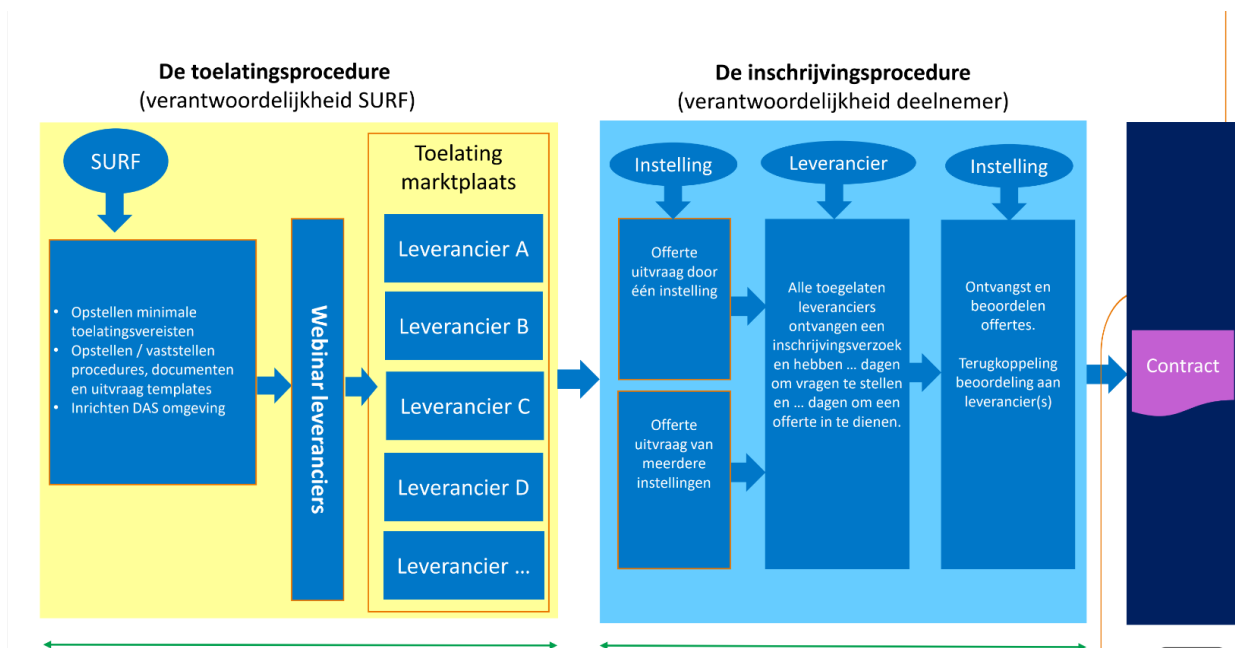 De toelatingsprocedure
(verantwoordelijkheid SURF)
SURF
• Opstellen minimale
toelatingsvereisten
• Opstellen / vaststellen
procedures, documenten
en uitvraag templates
• Inrichten DAS omgeving
Webinar leveranciers
Toelating
marktplaats
Leverancier A
Leverancier B
Leverancier C
Leverancier D
Leverancier ...
De inschrijvingsprocedure
(verantwoordelijkheid deelnemer)
Instelling
Offerte
uitvraag door
één instelling
Offerte
uitvraag van
meerdere
instellingen
Leverancier
Alle toegelaten
leveranciers
ontvangen een
inschrijvingsverzoek
en hebben ... dagen
om vragen te stellen
en ... dagen om een
offerte in te dienen.
Instelling
Ontvangst en
beoordelen
offertes.
Terugkoppeling
beoordeling aan
leverancier(s)
Contract